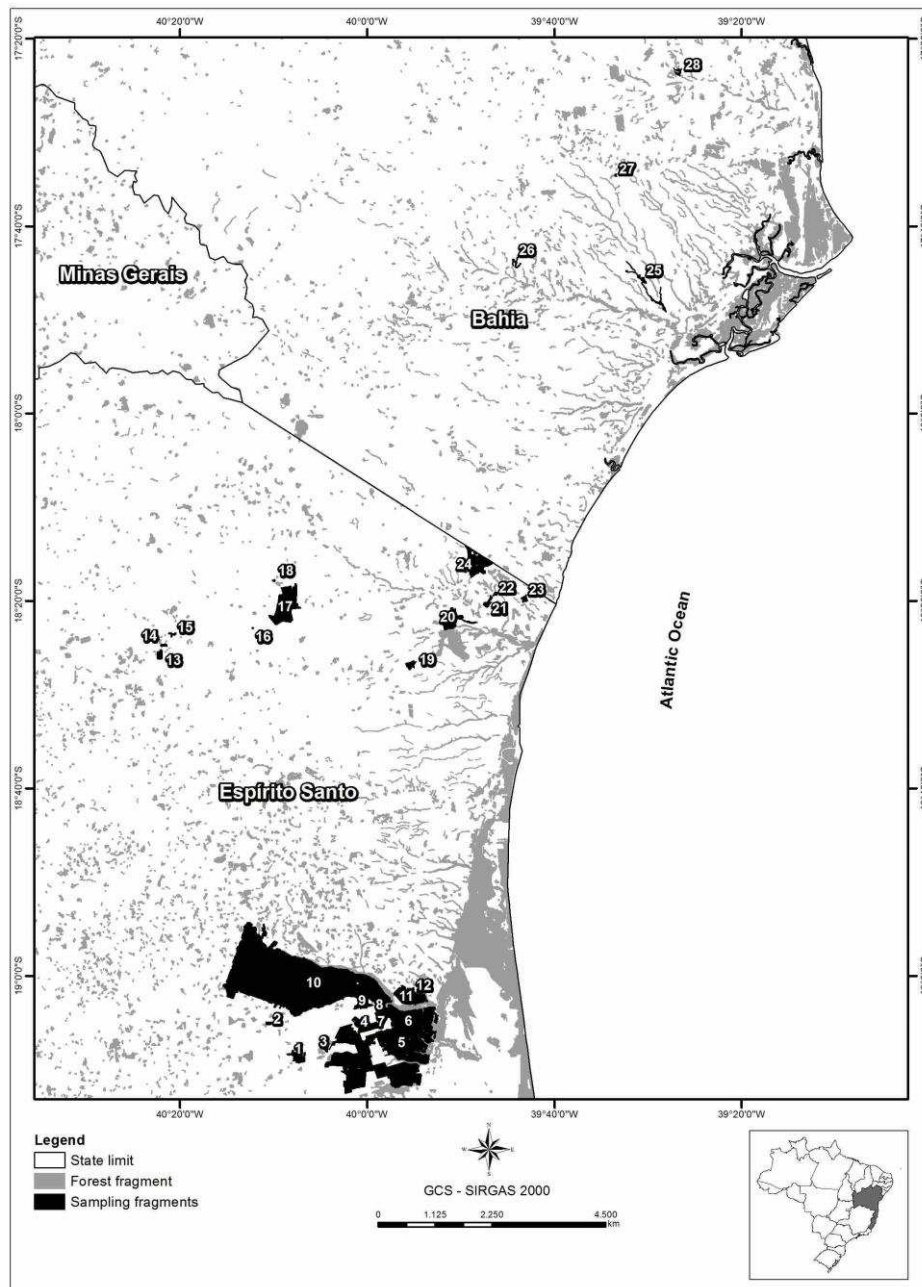 40°20'0"W 40°0'0"W 39°40'0"W 39°20'0"W
17°20'0"S
28
27
17°40'0"S
26
25
Minas Gerais
Bahia
18°0'0"S
24
18
22 23
17
21
18°20'0"S
20
15
14
16
13
19
Atlantic Ocean
18°40'0"S
Espírito Santo
19°0'0"S
10
12
11
9
8
2
4 7 6
3
5
1
40°20'0"W 40°0'0"W 39°40'0"W 39°20'0"W
Legend
State limit
Forest fragment
Sampling fragments
N
W E
S
GCS - SIRGAS 2000
0 1.125 2.250 4.500
km